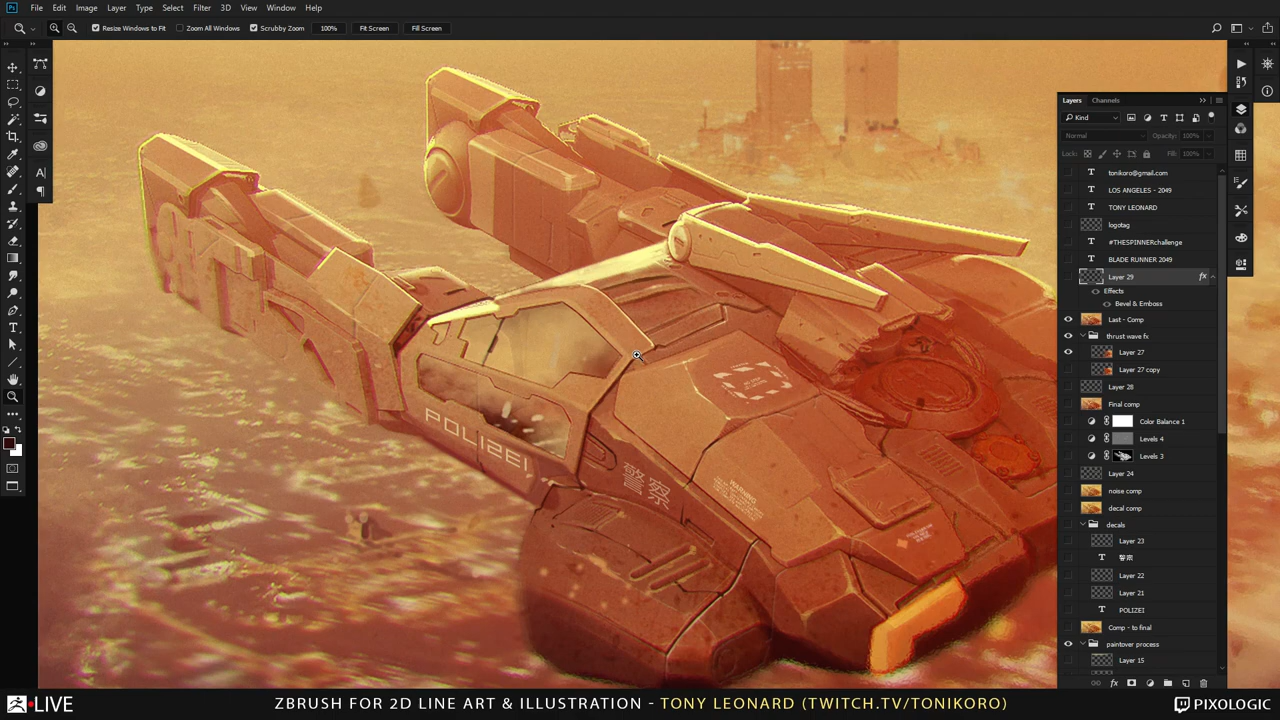 Ps File Edit Image Layer Type Select Filter 3D View Window Help
Resize Windows to Fit Zoom All Windows Scrubby Zoom 100% Fit Screen Fill Screen
Layers Channels
Kind
Normal Opacity: 100%
Lock: Fill: 100%
T tonikoro@gmail.com
T LOS ANGELES - 2049
T TONY LEONARD
logotag
T #THESPINNERchallenge
T BLADE RUNNER 2049
Layer 29 fx
Effects
Bevel & Emboss
Last - Comp
thrust wave fx
Layer 27
Layer 27 copy
Layer 28
Final comp
Color Balance 1
Levels 4
Levels 3
Layer 24
noise comp
decal comp
decals
Layer 23
T 警察
Layer 22
Layer 21
T POLIZEI
Comp - to final
paintover process
Layer 15
fx
POLIZEI
警察
WARNING
LIVE
ZBRUSH FOR 2D LINE ART & ILLUSTRATION - TONY LEONARD (TWITCH.TV/TONIKORO)
PIXOLOGIC